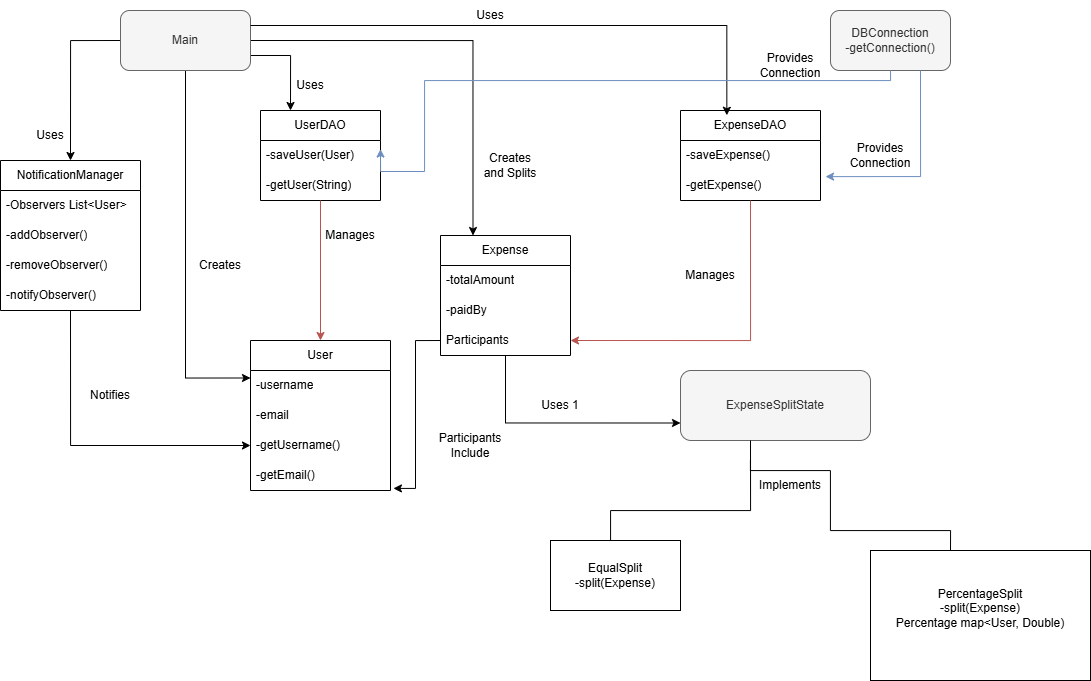 Uses
Main
DBConnection
-getConnection()
Provides
Connection
Uses
Uses
UserDAO
-saveUser(User)
-getUser(String)
ExpenseDAO
-saveExpense()
-getExpense()
Provides
Connection
Creates
and Splits
NotificationManager
-Observers List<User>
-addObserver()
-removeObserver()
-notifyObserver()
Creates
Manages
Expense
-totalAmount
-paidBy
Participants
Manages
User
-username
-email
-getUsername()
-getEmail()
Notifies
Participants
Include
Uses 1
ExpenseSplitState
Implements
EqualSplit
-split(Expense)
PercentageSplit
-split(Expense)
Percentage map<User, Double)